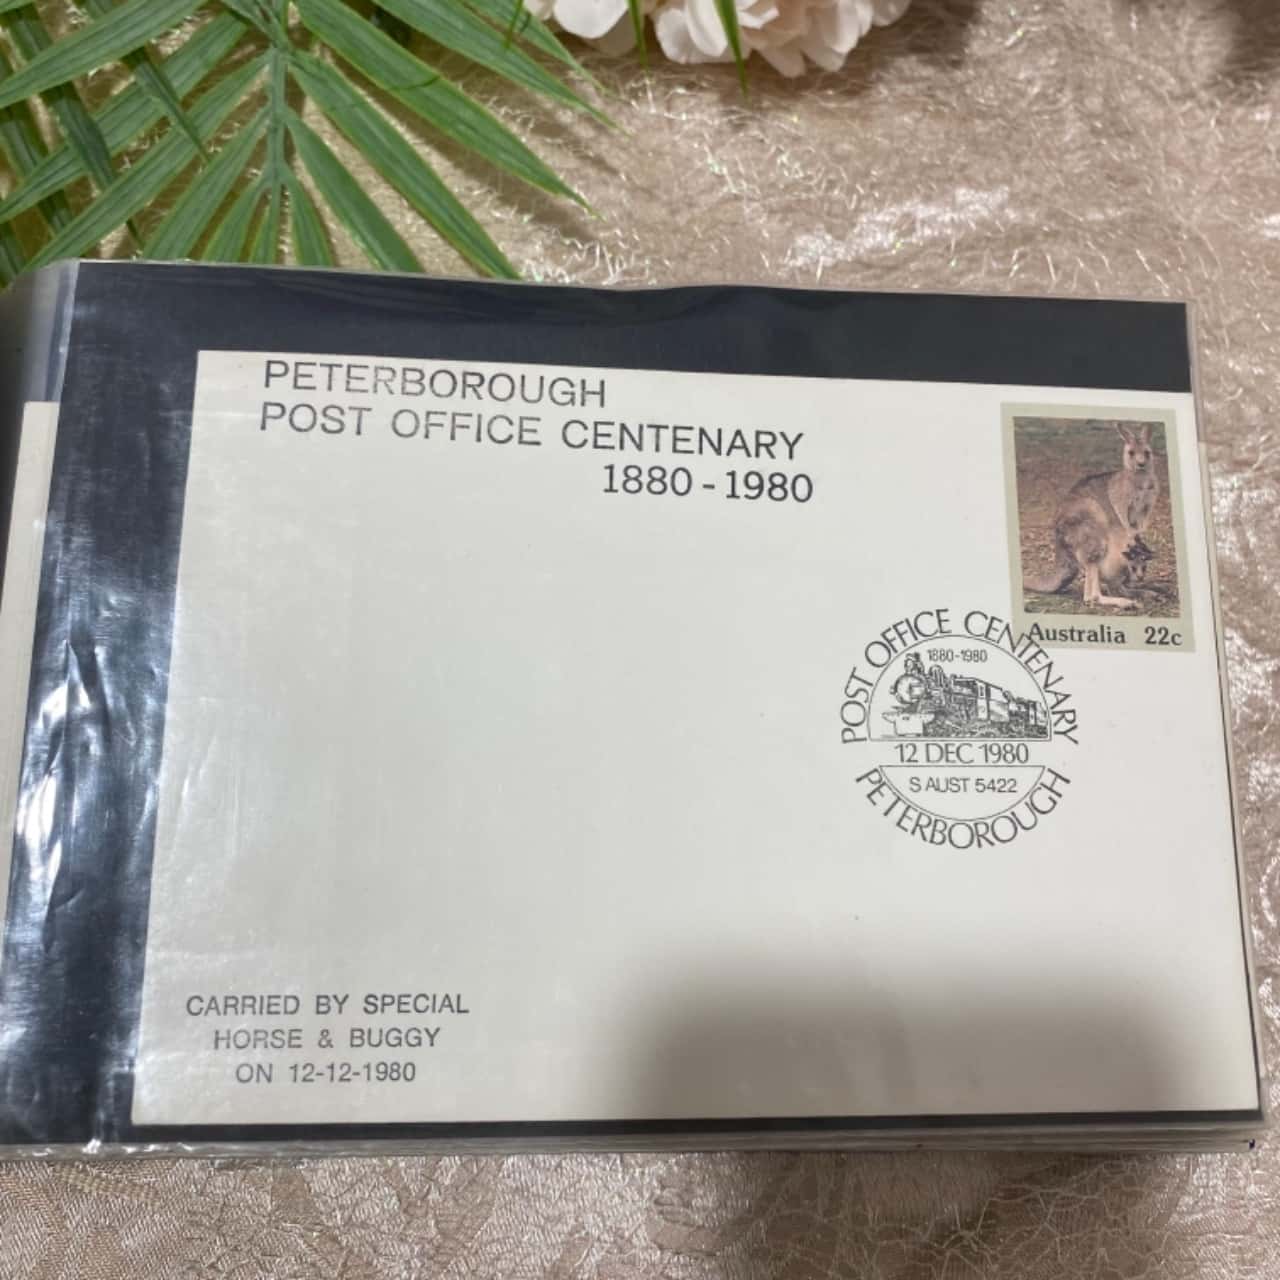 PETERBOROUGH
POST OFFICE CENTENARY
1880 - 1980
Australia 22c
POST OFFICE CENTENARY
1880-1980
12 DEC 1980
S AUST 5422
PETERBOROUGH
CARRIED BY SPECIAL
HORSE & BUGGY
ON 12-12-1980